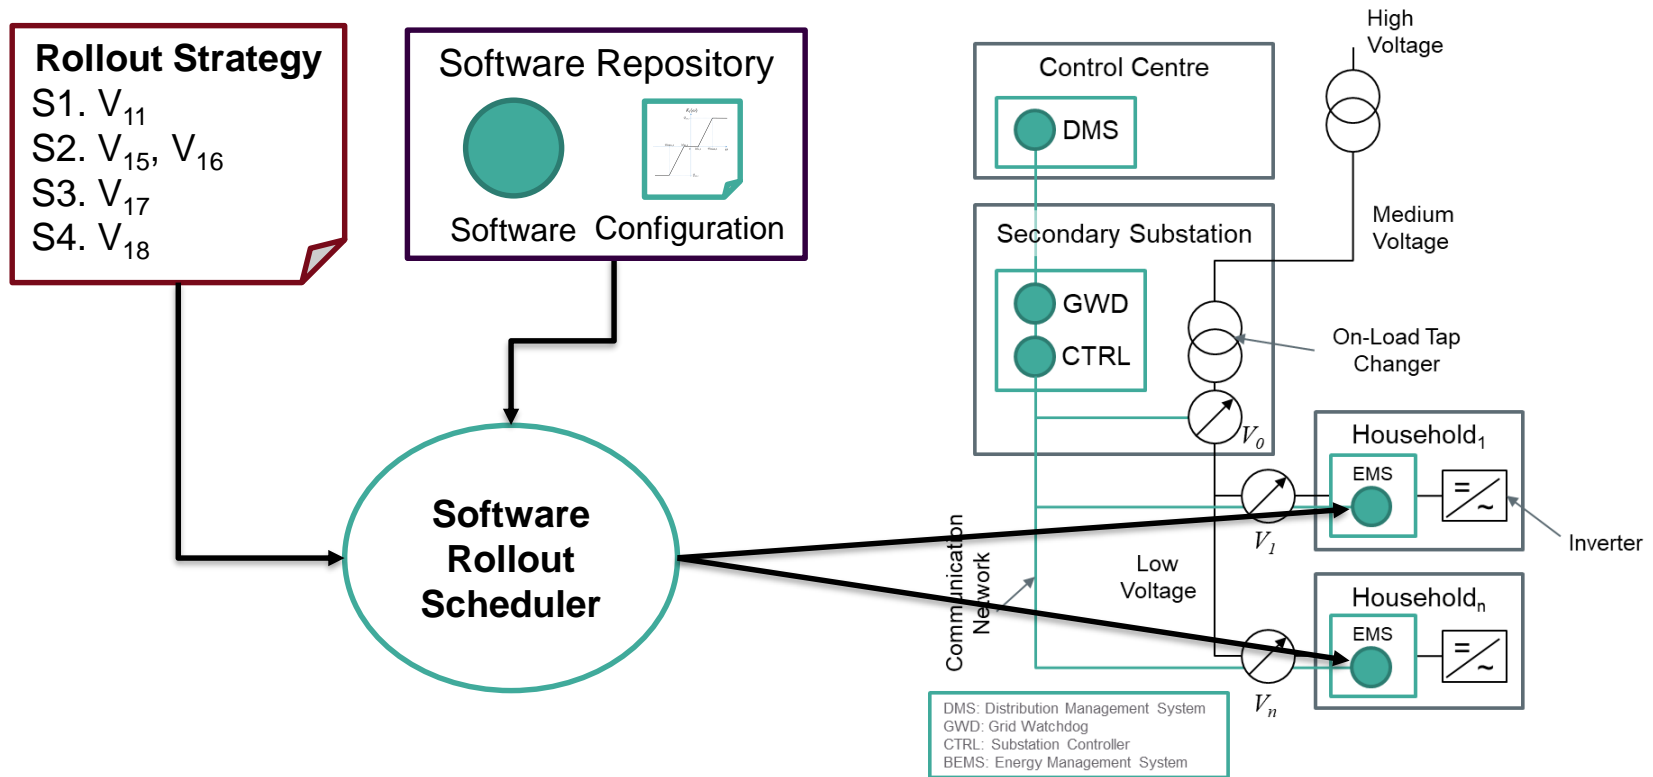 Rollout Strategy
S1. V11
S2. V15, V16
S3. V17
S4. V18
Software Repository
Software
Configuration
Software
Rollout
Scheduler
Control Centre
DMS
Secondary Substation
GWD
CTRL
V0
High
Voltage
Medium
Voltage
On-Load Tap
Changer
Household1
EMS
=
~
Inverter
V1
Communication
Network
Low
Voltage
Householdn
EMS
=
~
Vn
DMS: Distribution Management System
GWD: Grid Watchdog
CTRL: Substation Controller
BEMS: Energy Management System